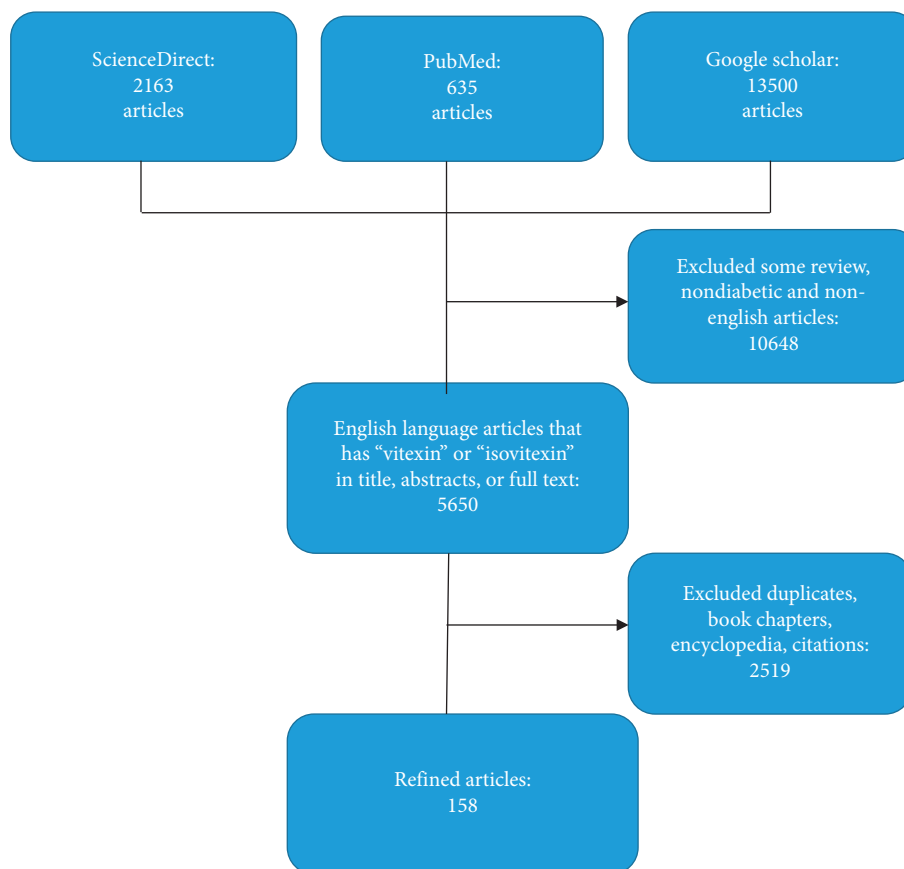 ScienceDirect:
2163
articles
PubMed:
635
articles
Google scholar:
13500
articles
Excluded some review,
nondiabetic and non-
english articles:
10648
English language articles that
has “vitexin” or “isovitexin”
in title, abstracts, or full text:
5650
Excluded duplicates,
book chapters,
encyclopedia, citations:
2519
Refined articles:
158